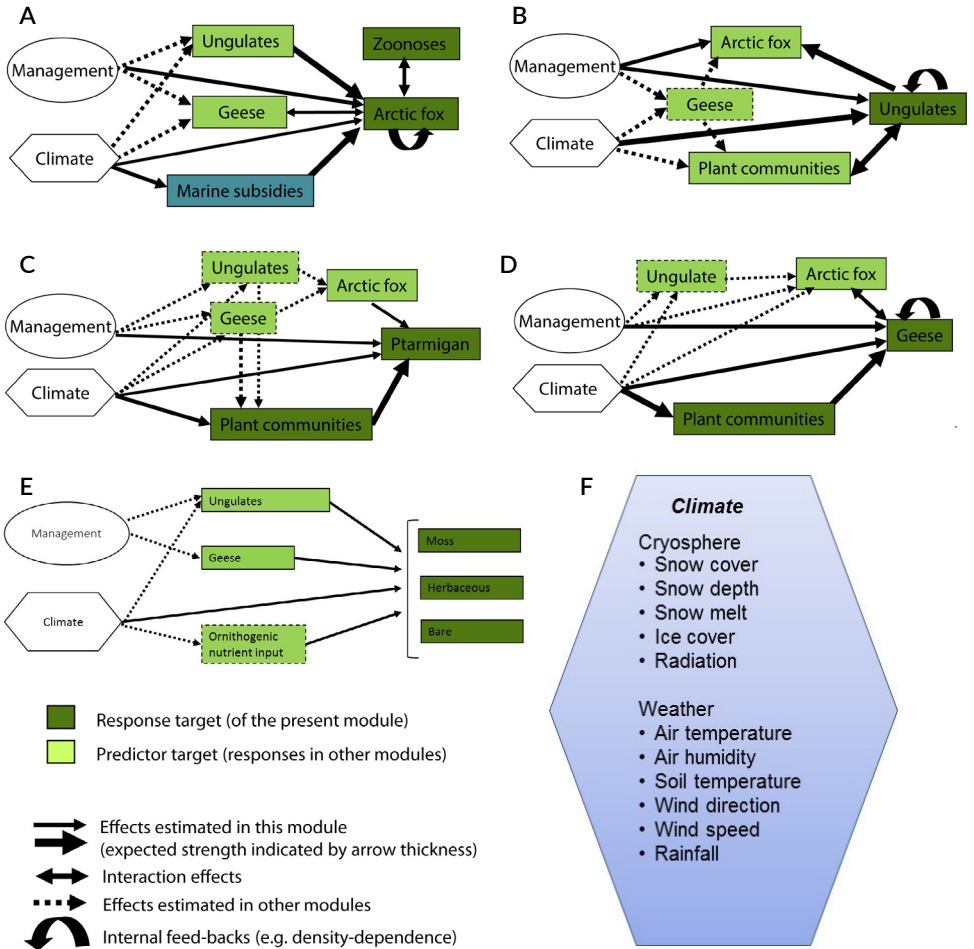 A
Ungulates
Zoonoses
Management
Geese
Arctic fox
Climate
Marine subsidies
B
Arctic fox
Management
Geese
Ungulates
Climate
Plant communities
C
Ungulates
Arctic fox
Geese
Management
Ptarmigan
Climate
Plant communities
D
Ungulate
Arctic fox
Management
Geese
Climate
Plant communities
E
Ungulates
Management
Moss
Geese
Herbaceous
Climate
Bare
Ornithogenic
nutrient input
Response target (of the present module)
Predictor target (responses in other modules)
Effects estimated in this module
(expected strength indicated by arrow thickness)
Interaction effects
Effects estimated in other modules
Internal feed-backs (e.g. density-dependence)
F
Climate
Cryosphere
• Snow cover
• Snow depth
• Snow melt
• Ice cover
• Radiation
Weather
• Air temperature
• Air humidity
• Soil temperature
• Wind direction
• Wind speed
• Rainfall